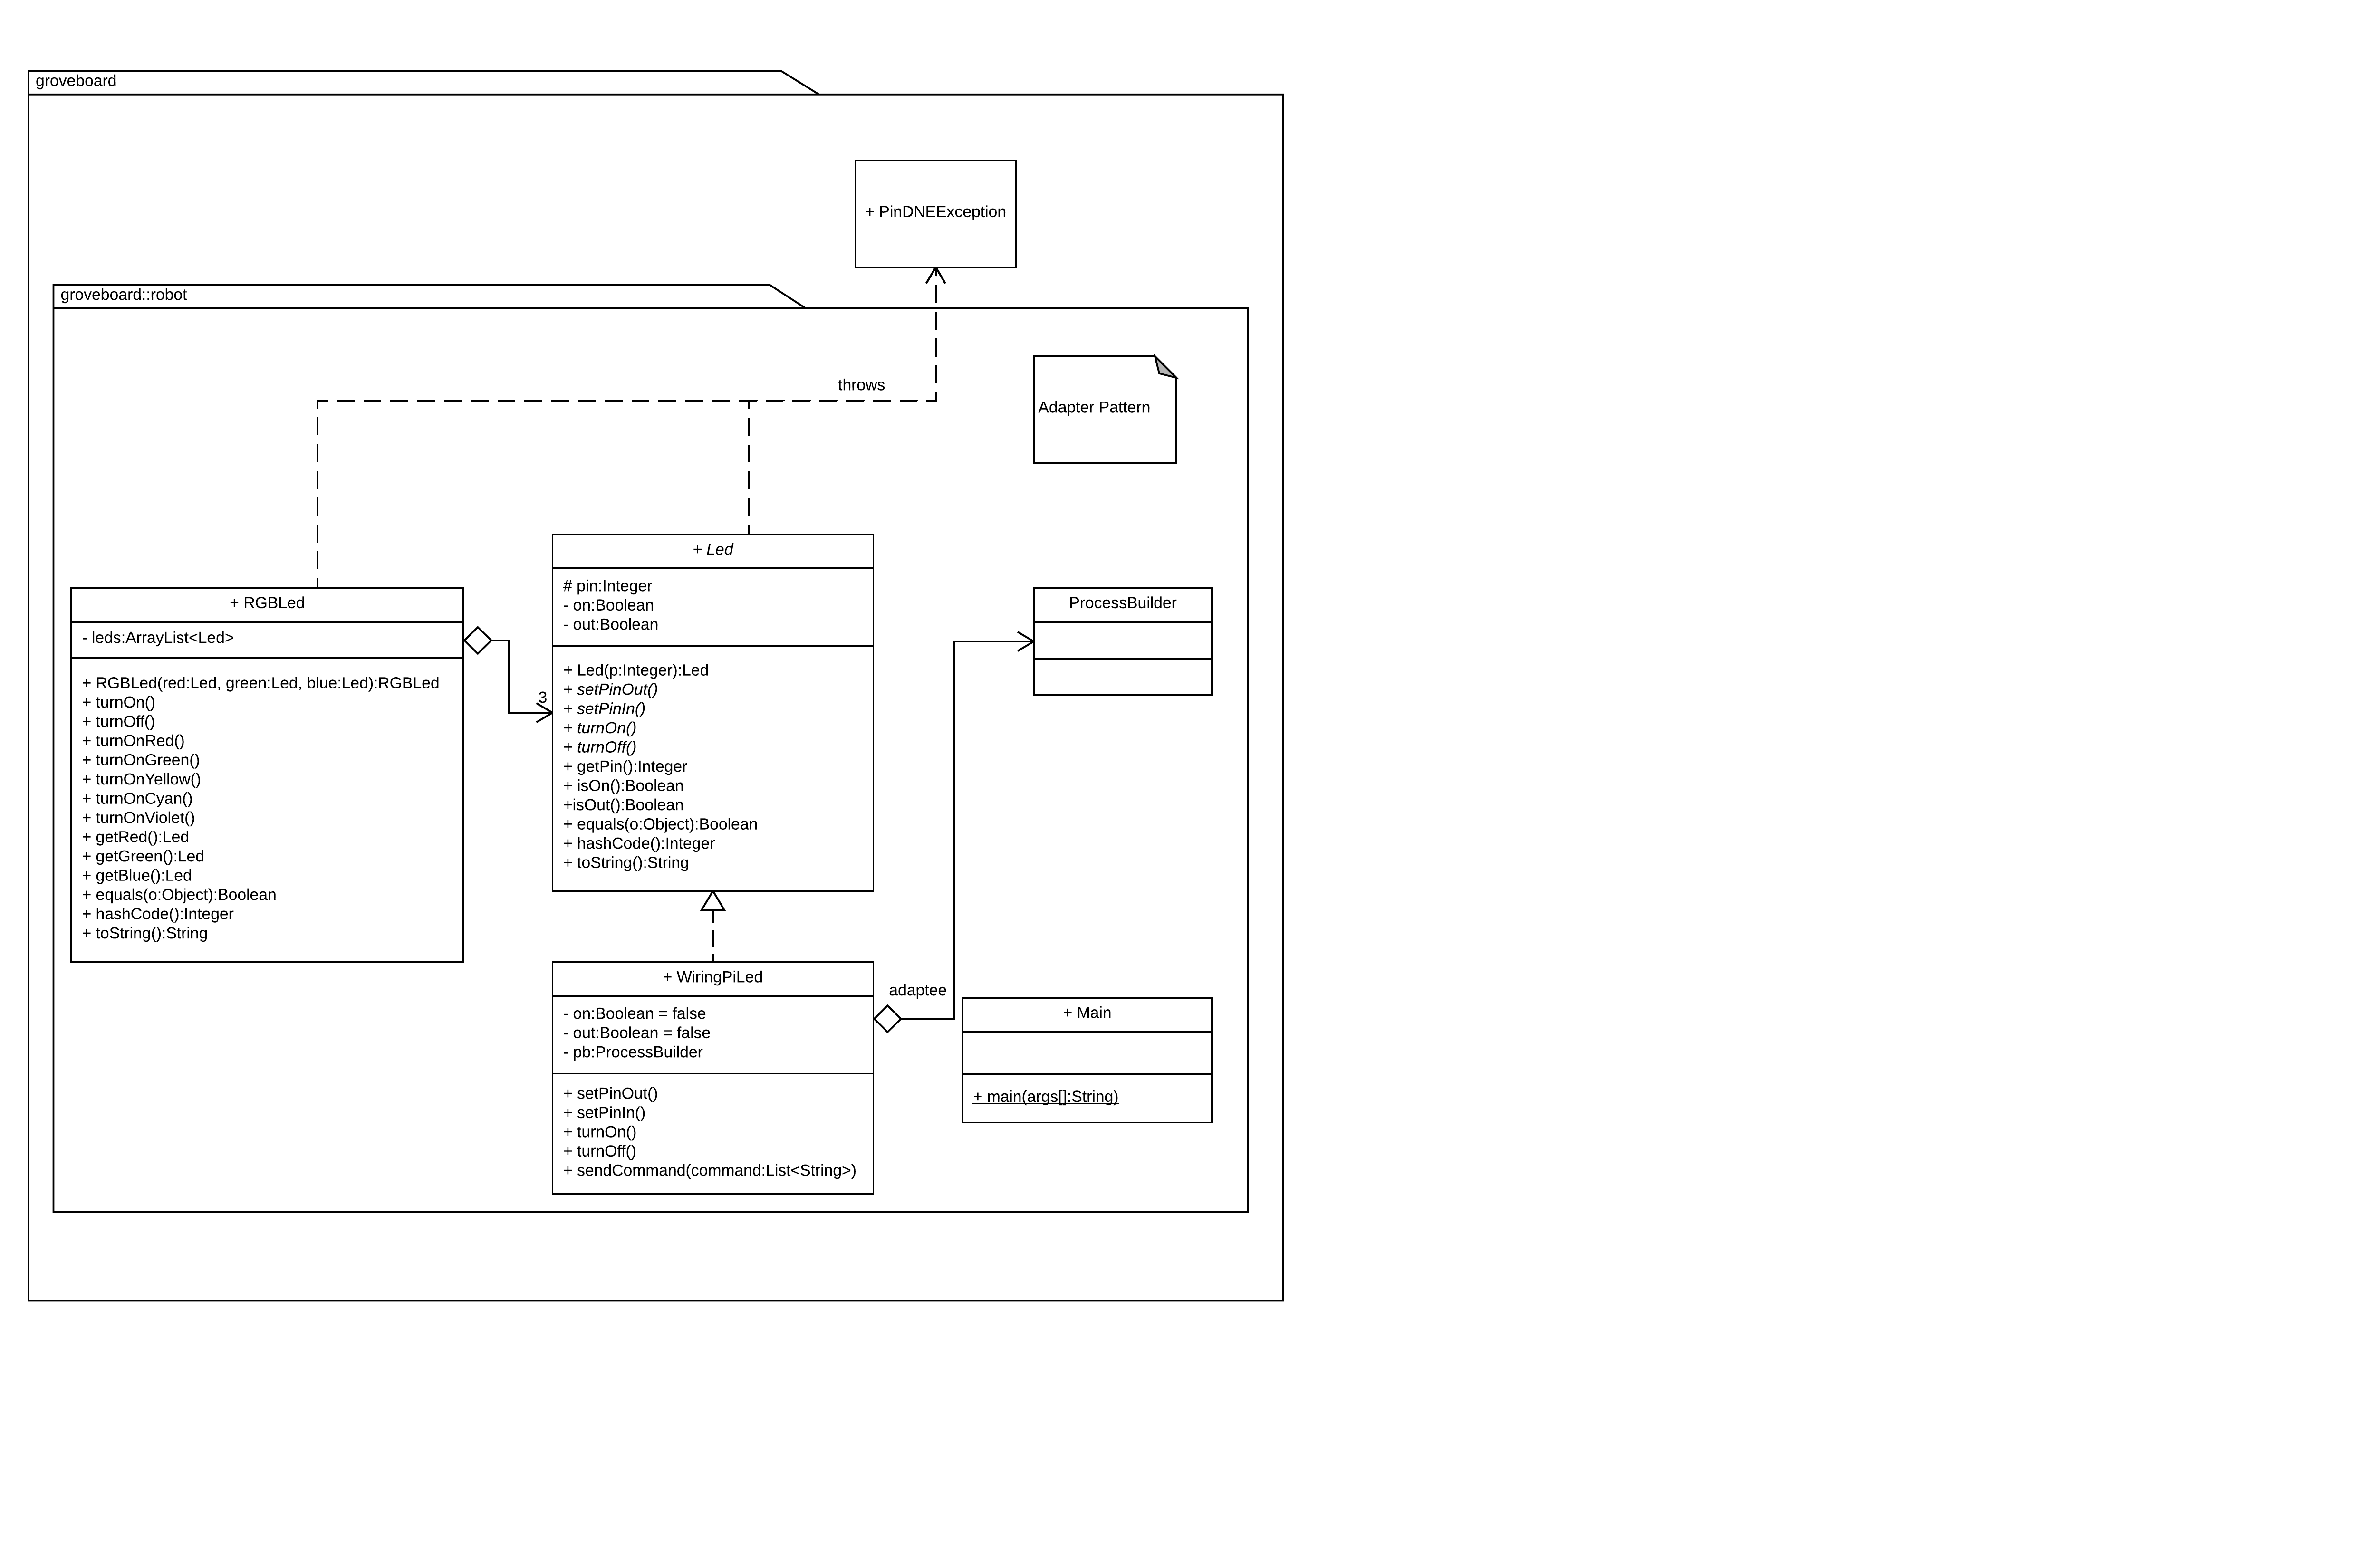 groveboard
+ PinDNEException
groveboard::robot
throws
Adapter Pattern
+ RGBLed
- leds:ArrayList<Led>
+ RGBLed(red:Led, green:Led, blue:Led):RGBLed
+ turnOn()
+ turnOff()
+ turnOnRed()
+ turnOnGreen()
+ turnOnYellow()
+ turnOnCyan()
+ turnOnViolet()
+ getRed():Led
+ getGreen():Led
+ getBlue():Led
+ equals(o:Object):Boolean
+ hashCode():Integer
+ toString():String
3
+ Led
# pin:Integer
- on:Boolean
- out:Boolean
+ Led(p:Integer):Led
+ setPinOut()
+ setPinIn()
+ turnOn()
+ turnOff()
+ getPin():Integer
+ isOn():Boolean
+isOut():Boolean
+ equals(o:Object):Boolean
+ hashCode():Integer
+ toString():String
ProcessBuilder
+ WiringPiLed
- on:Boolean = false
- out:Boolean = false
- pb:ProcessBuilder
+ setPinOut()
+ setPinIn()
+ turnOn()
+ turnOff()
+ sendCommand(command:List<String>)
adaptee
+ Main
+ main(args[]:String)